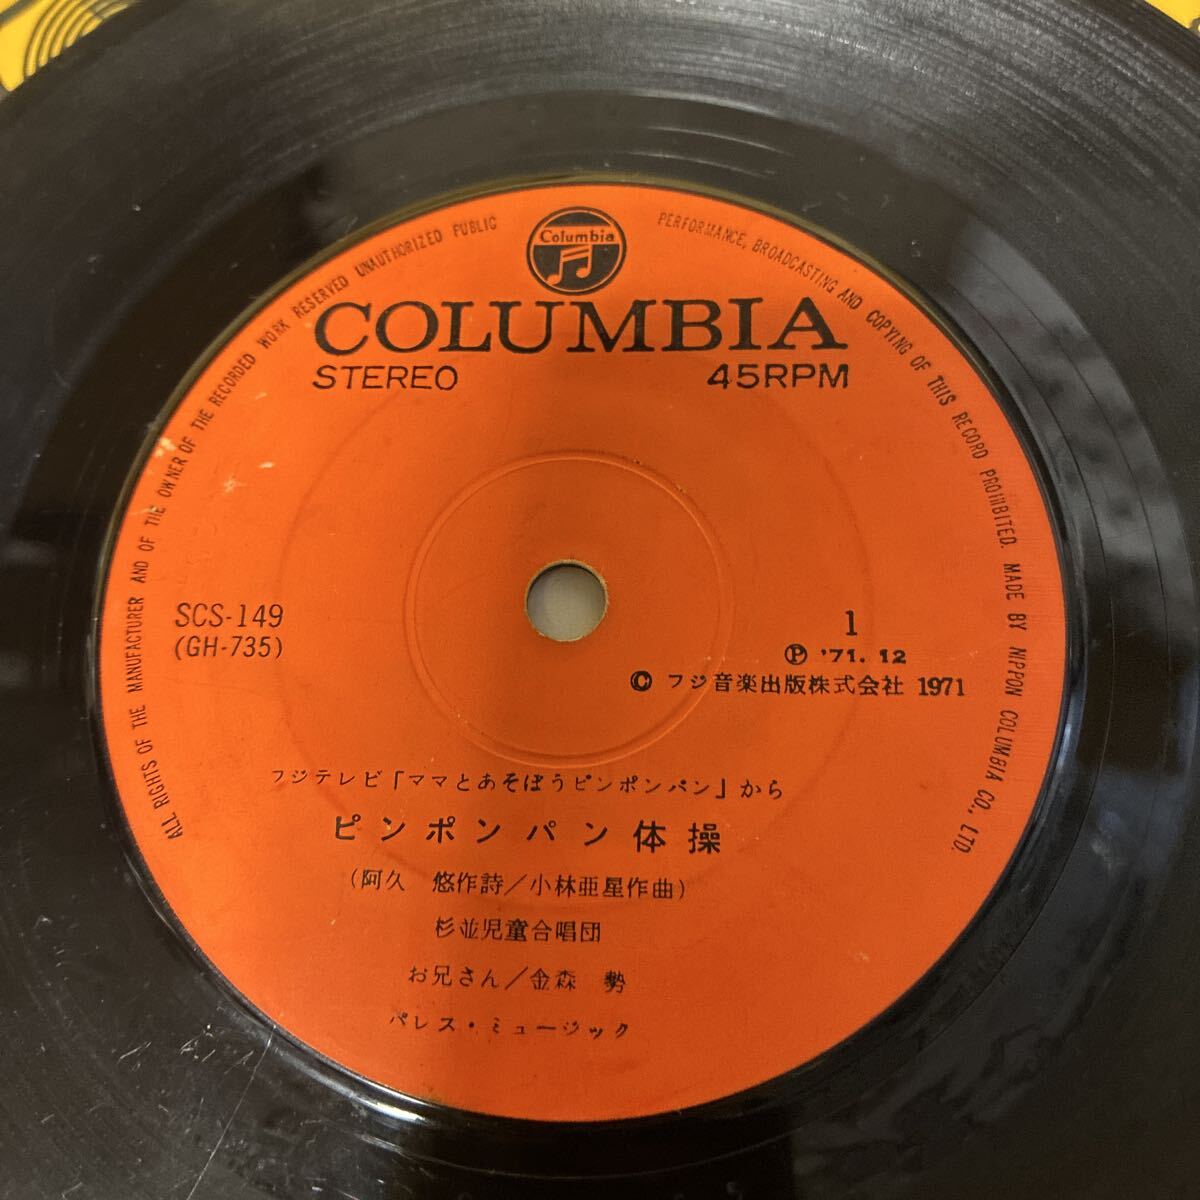 Columbia
COLUMBIA
STEREO 45RPM
ALL RIGHTS OF THE MANUFACTURER AND OF THE OWNER OF THE RECORDED WORK RESERVED UNAUTHORIZED PUBLIC PERFORMANCE, BROADCASTING AND COPYING OF THIS RECORD PROHIBITED. MADE BY NIPPON COLUMBIA CO., LTD.
SCS-149
(GH-735)
1
Ⓟ '71. 12
© フジ音楽出版株式会社 1971
フジテレビ「ママとあそぼうピンポンパン」から
ピンポンパン体操
(阿久 悠作詩/小林亜星作曲)
杉並児童合唱団
お兄さん/金森 勢
パレス・ミュージック